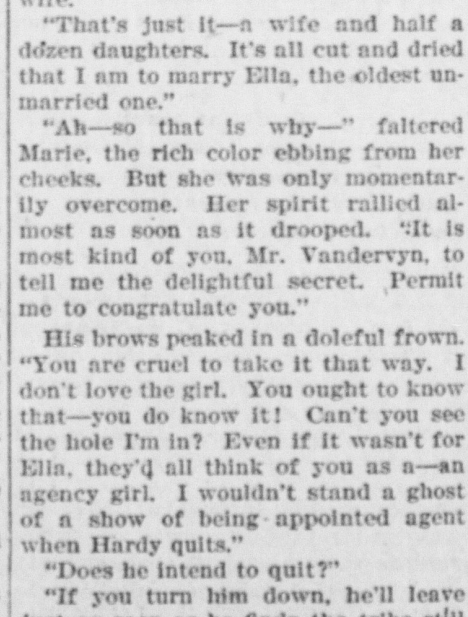 wife.
"That's just it—a wife and half a
dozen daughters. It's all cut and dried
that I am to marry Ella, the oldest un-
married one."
"Ah—so that is why—" faltered
Marie, the rich color ebbing from her
cheeks. But she was only momentar-
ily overcome. Her spirit rallied al-
most as soon as it drooped. "It is
most kind of you, Mr. Vandervyn, to
tell me the delightful secret. Permit
me to congratulate you."
His brows peaked in a doleful frown.
"You are cruel to take it that way. I
don't love the girl. You ought to know
that—you do know it! Can't you see
the hole I'm in? Even if it wasn't for
Ella, they'd all think of you as a—an
agency girl. I wouldn't stand a ghost
of a show of being appointed agent
when Hardy quits."
"Does he intend to quit?"
"If you turn him down, he'll leave